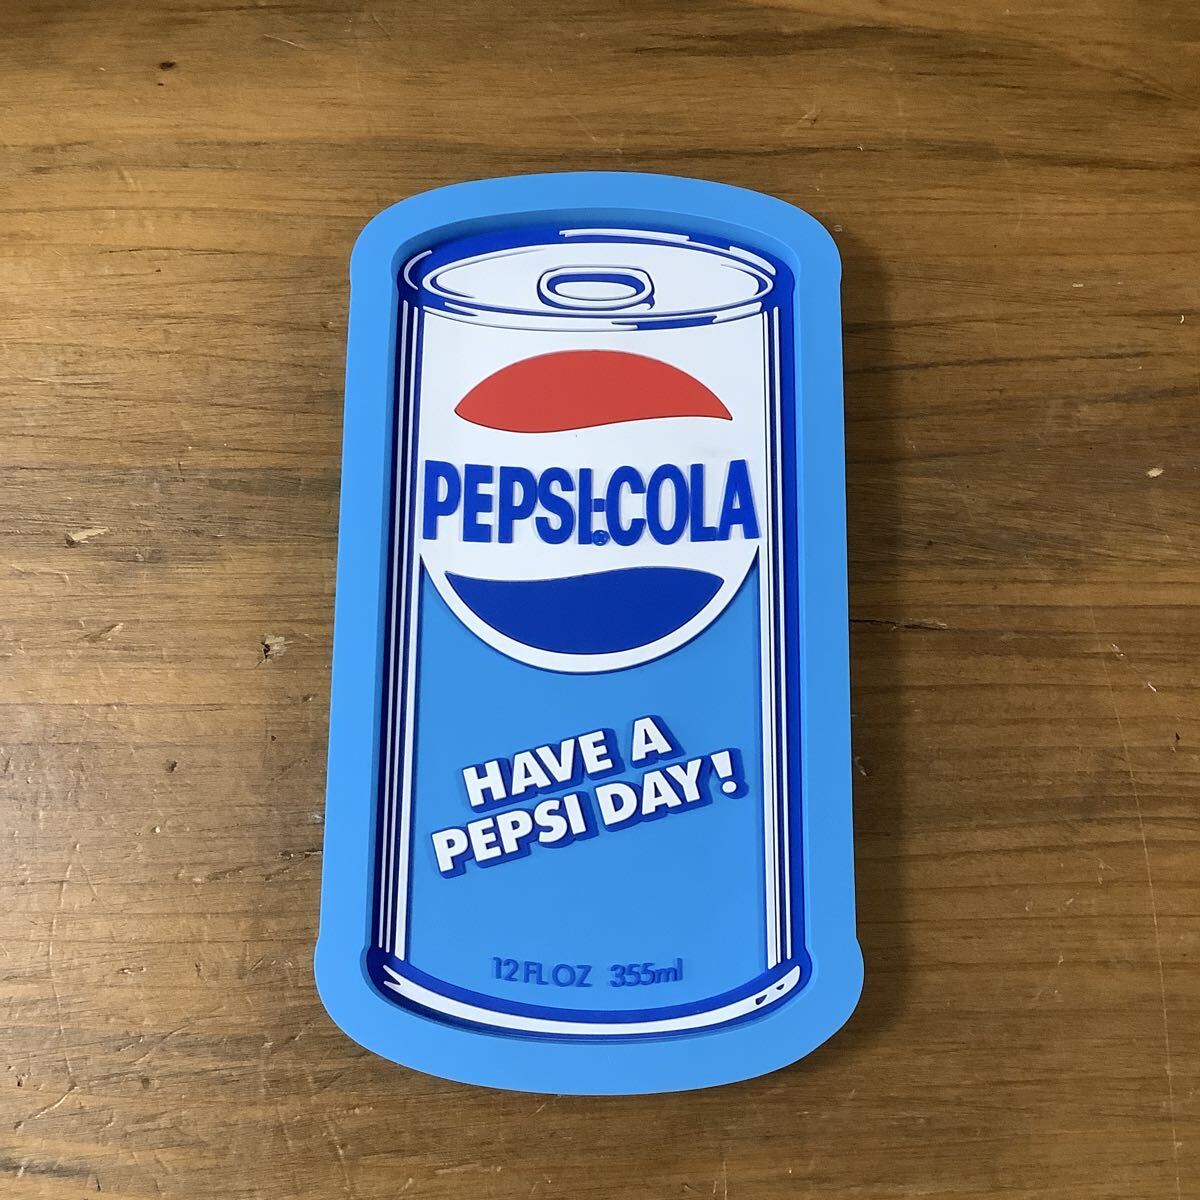 PEPSI:COLA®
HAVE A
PEPSI DAY!
12 FL OZ 355ml